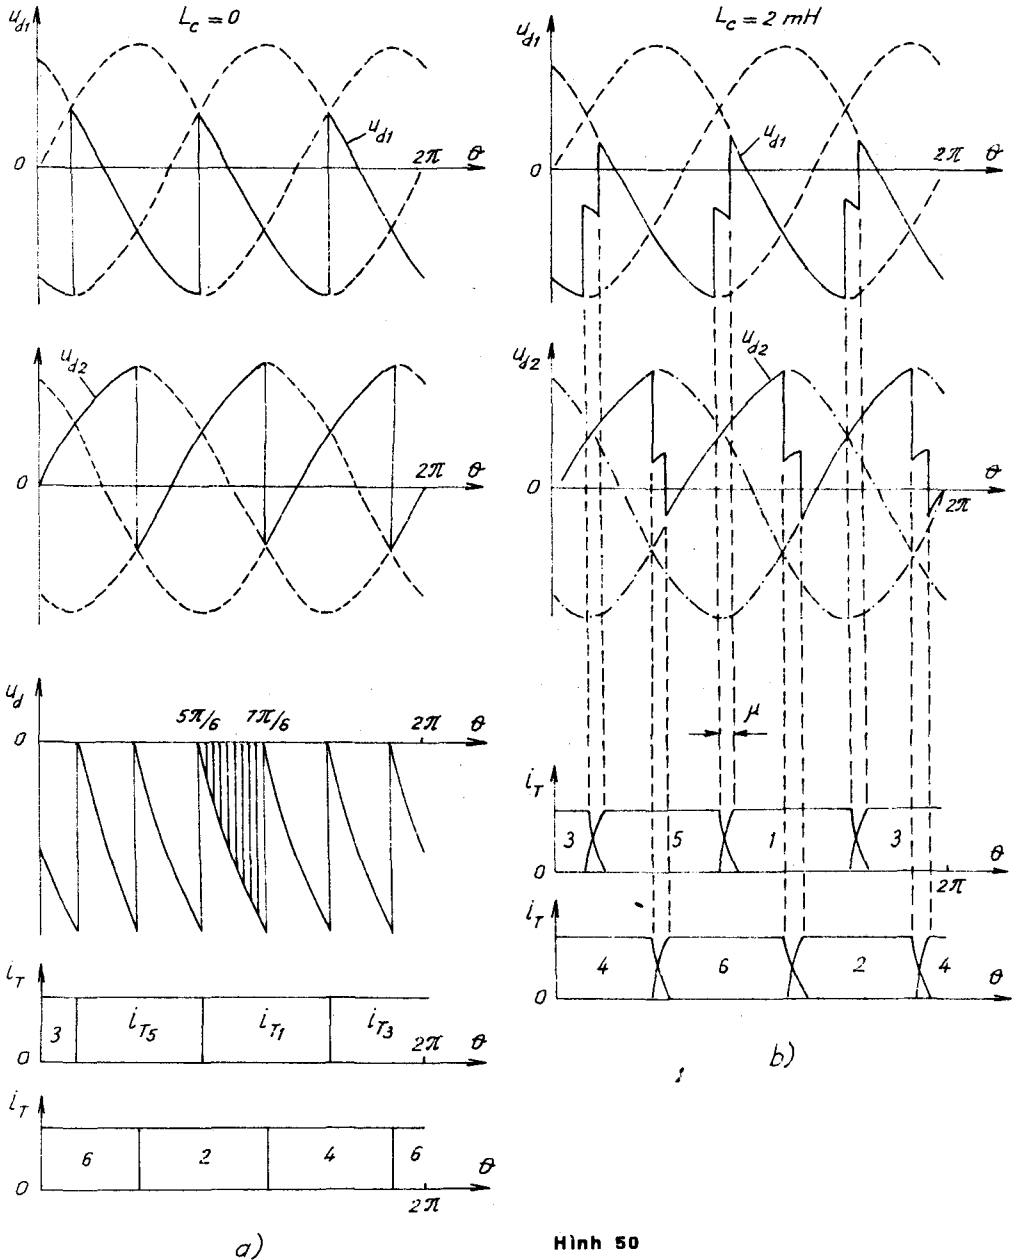 L_c = 0
u_d1
0
u_d1
2π θ
u_d2
0
2π θ
u_d
0
5π/6 7π/6 2π θ
i_T
3 i_T5 i_T1 i_T3
0 2π θ
i_T
6 2 4 6
0 2π θ
a)
L_c = 2 mH
u_d1
0
u_d1
2π θ
u_d2
u_d2
0
2π θ
μ
i_T
3 5 1 3
0 2π θ
i_T
4 6 2 4
0 θ
b)
Hình 50